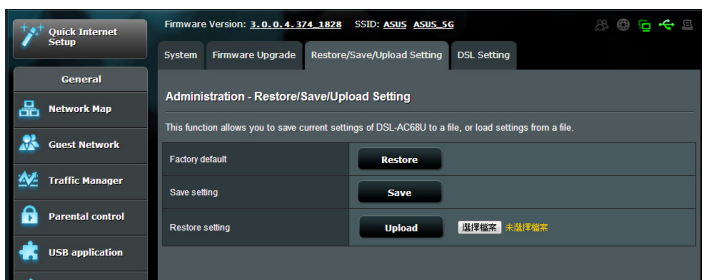 Quick Internet
Setup
Firmware Version: 3.0.0.4.374_1828 SSID: ASUS ASUS_5G
System Firmware Upgrade Restore/Save/Upload Setting DSL Setting
General
Network Map
Guest Network
Traffic Manager
Parental control
USB application
Administration - Restore/Save/Upload Setting
This function allows you to save current settings of DSL-AC68U to a file, or load settings from a file.
Factory default Restore
Save setting Save
Restore setting Upload 選擇檔案 未選擇檔案